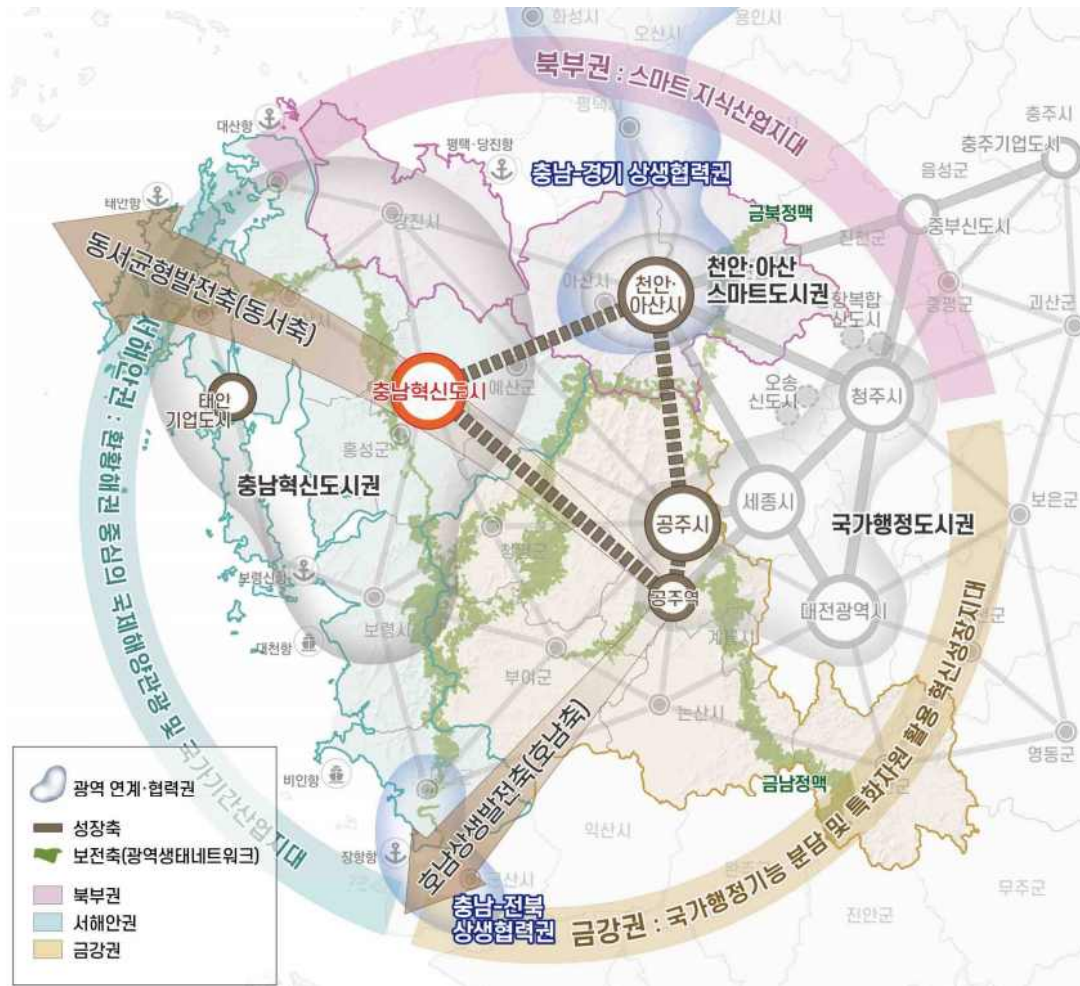 화성시
용인시
오산시
북부권 : 스마트 지식산업지대
평택시
충주시
충주기업도시
대산항
평택·당진항
음성군
충남-경기 상생협력권
태안항
금북정맥
중부신도시
진천군
당진시
동서균형발전축(동서축)
아산시
천안·
아산시
천안·아산
스마트도시권
증평군
괴산군
충남혁신도시
예산군
태안
기업도시
오송
신도시
청주시
홍성군
충남혁신도시권
서해안권 : 환황해권 중심의 국제해양관광 및 국가기간산업지대
세종시
보은군
공주시
국가행정도시권
청양군
보령신항
공주역
대전광역시
보령시
대천항
계룡시
부여군
논산시
영동군
호남상생발전축(호남축)
비인항
금남정맥
익산시
장항항
군산시
완주군
무주군
진안군
충남-전북
상생협력권
금강권 : 국가행정기능 분담 및 특화자원 활용 혁신성장지대
광역 연계·협력권
성장축
보전축(광역생태네트워크)
북부권
서해안권
금강권